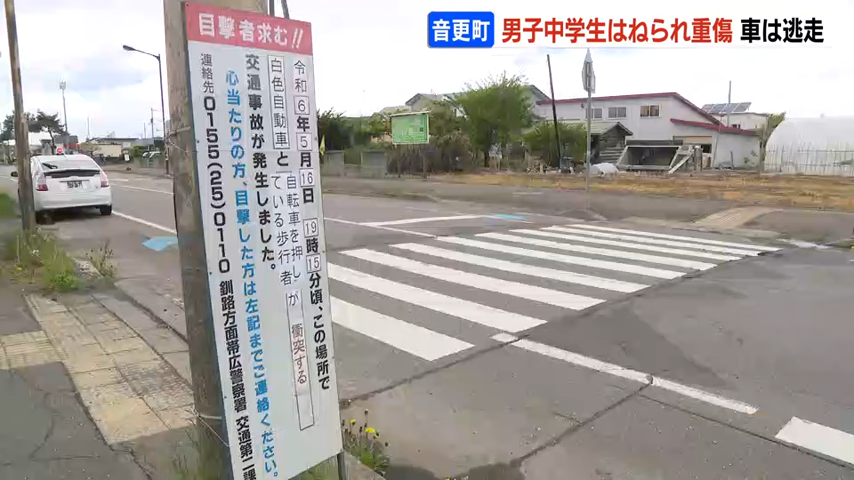 音更町 男子中学生はねられ重傷 車は逃走
目撃者求む!!
令和6年5月16日19時15分頃、この場所で
白色自動車と自転車を押している歩行者が衝突する
交通事故が発生しました。
心当たりの方、目撃した方は左記までご連絡ください。
連絡先 0155(25)0110 釧路方面帯広警察署 交通第二課